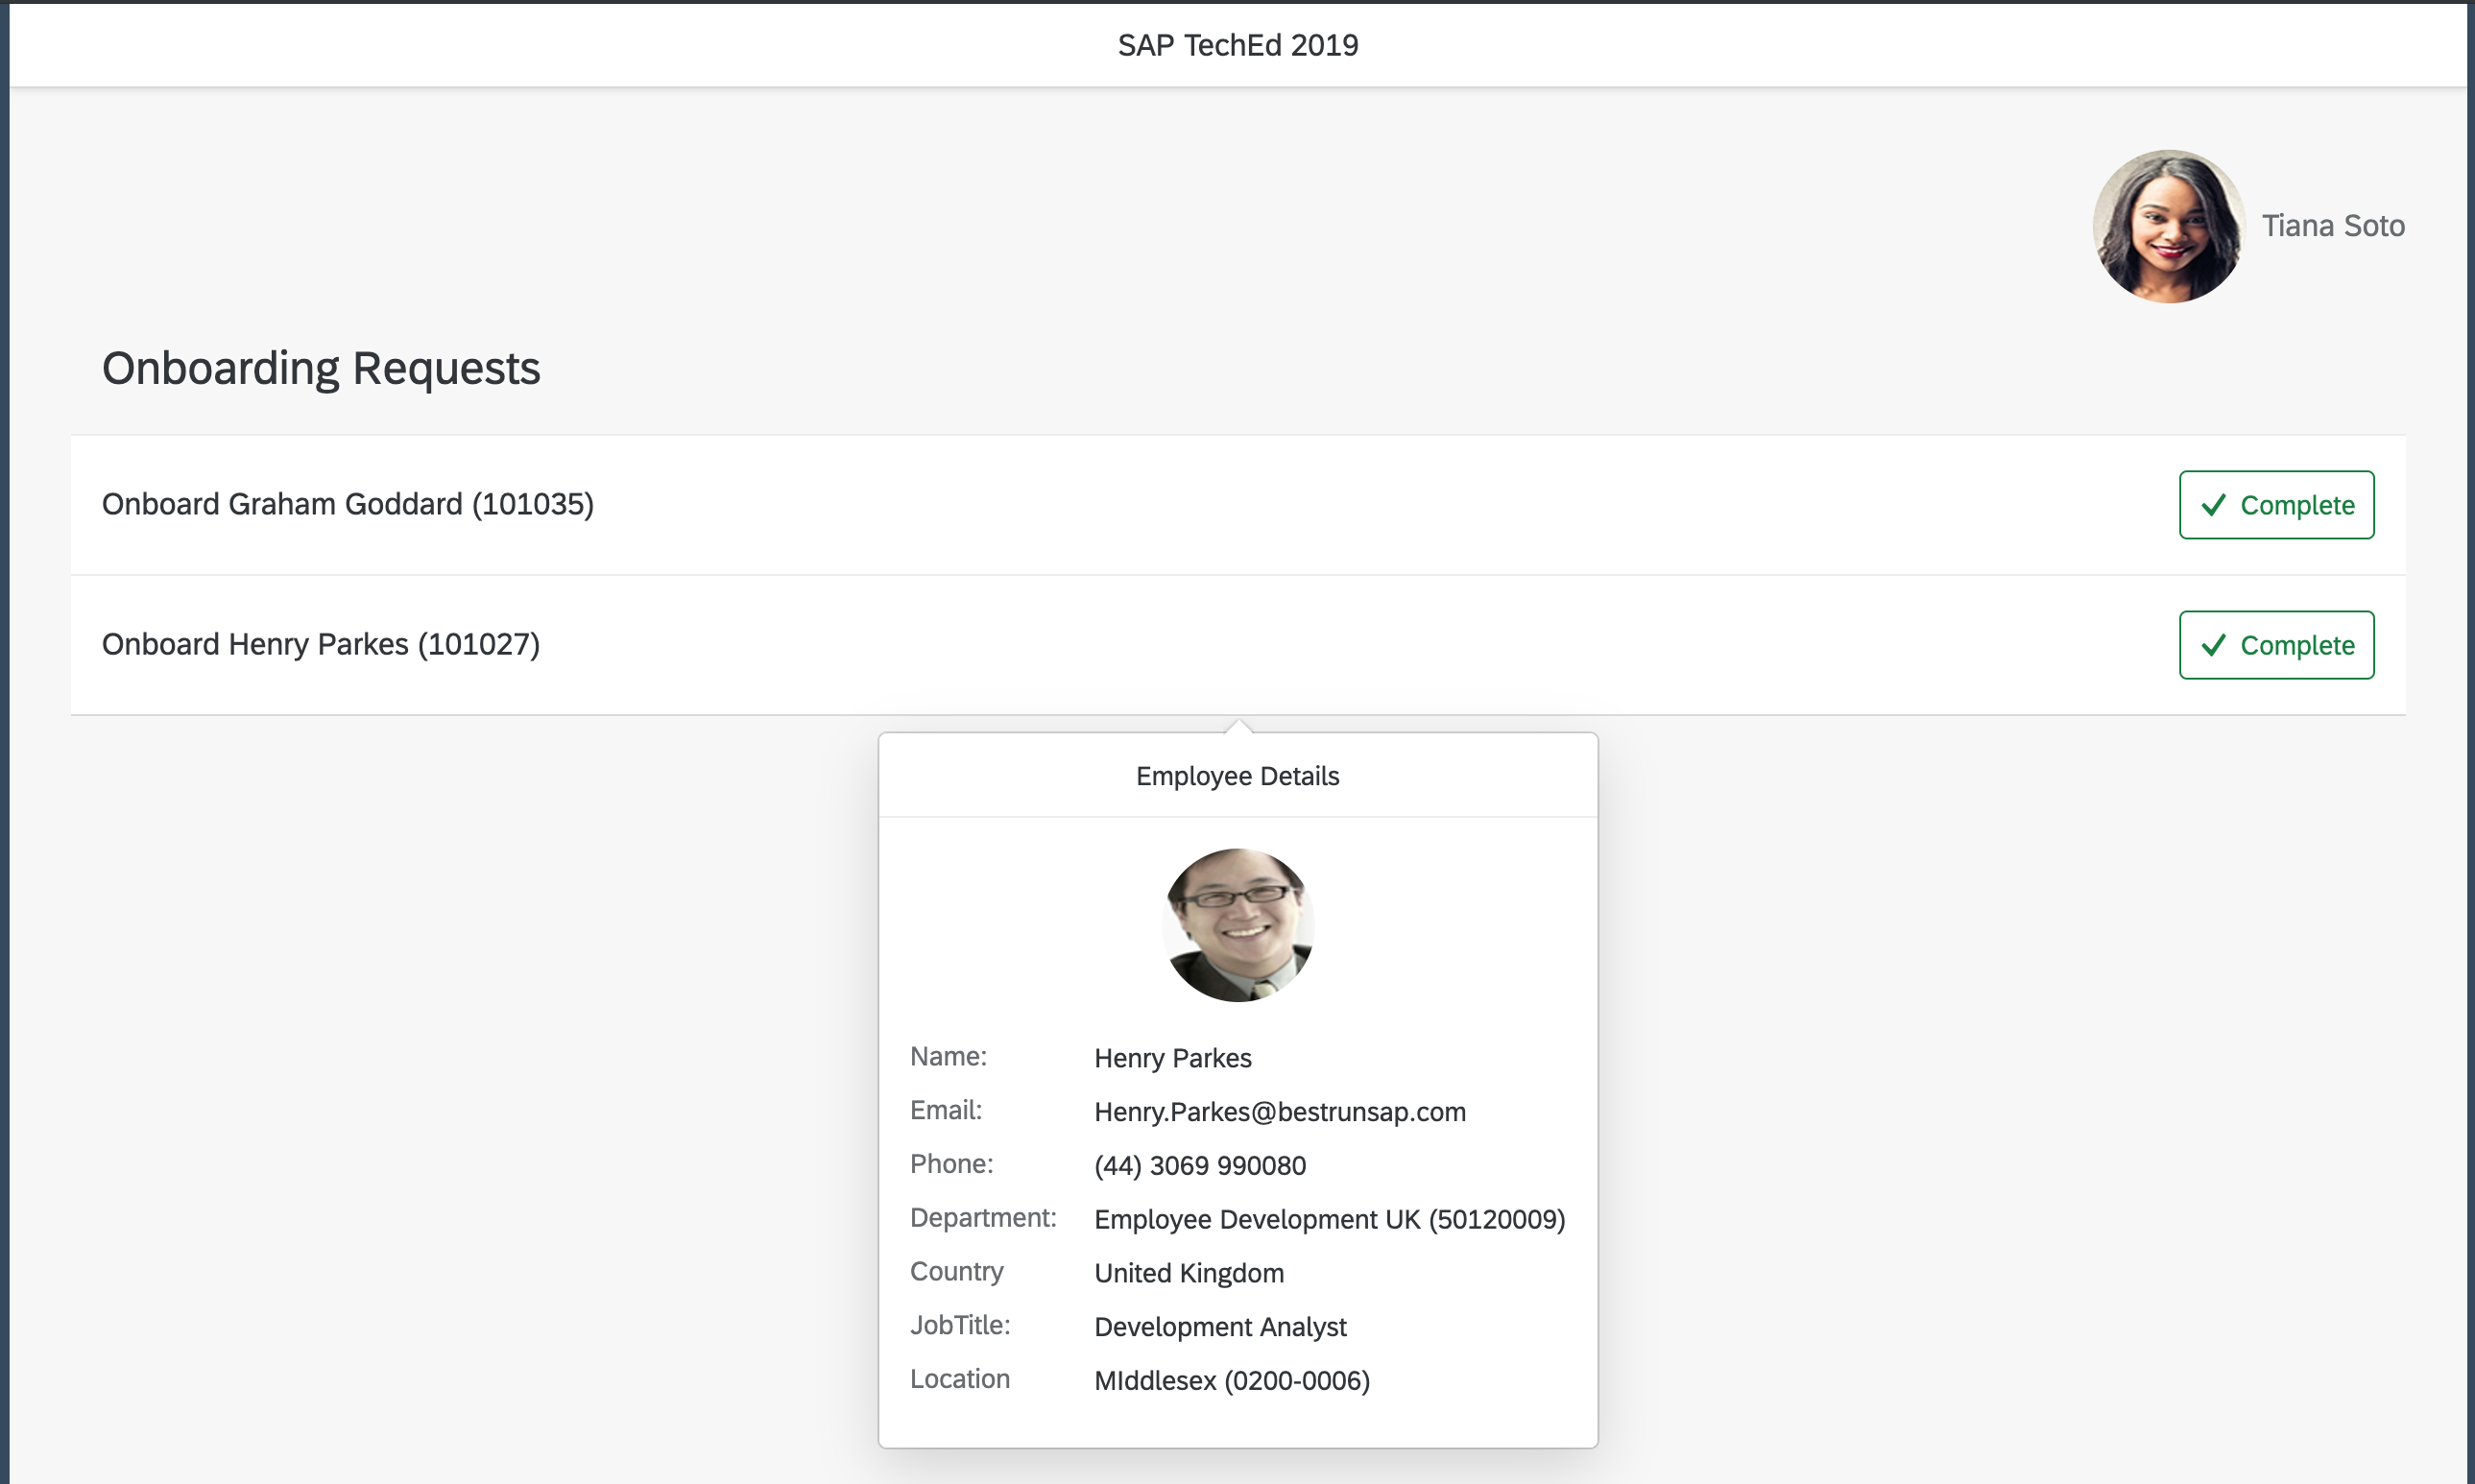 SAP TechEd 2019
Tiana Soto
Onboarding Requests
Onboard Graham Goddard (101035)
Complete
Onboard Henry Parkes (101027)
Complete
Employee Details
Name: Henry Parkes
Email: Henry.Parkes@bestrunsap.com
Phone: (44) 3069 990080
Department: Employee Development UK (50120009)
Country United Kingdom
JobTitle: Development Analyst
Location MIddlesex (0200-0006)